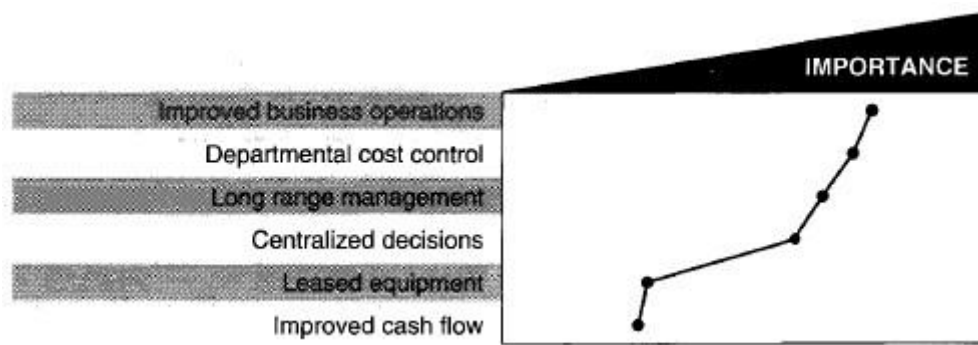 IMPORTANCE
Improved business operations
Departmental cost control
Long range management
Centralized decisions
Leased equipment
Improved cash flow